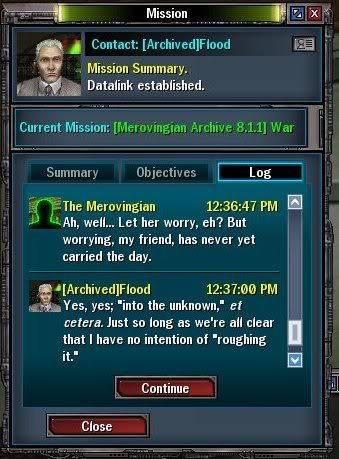 Mission
Contact: [Archived]Flood
Mission Summary.
Datalink established.
Current Mission: [Merovingian Archive 8.1.1] War
Summary Objectives Log
The Merovingian 12:36:47 PM
Ah, well... Let her worry, eh? But
worrying, my friend, has never yet
carried the day.
[Archived]Flood 12:37:00 PM
Yes, yes; "into the unknown," et
cetera. Just so long as we're all clear
that I have no intention of "roughing
it."
Continue
Close